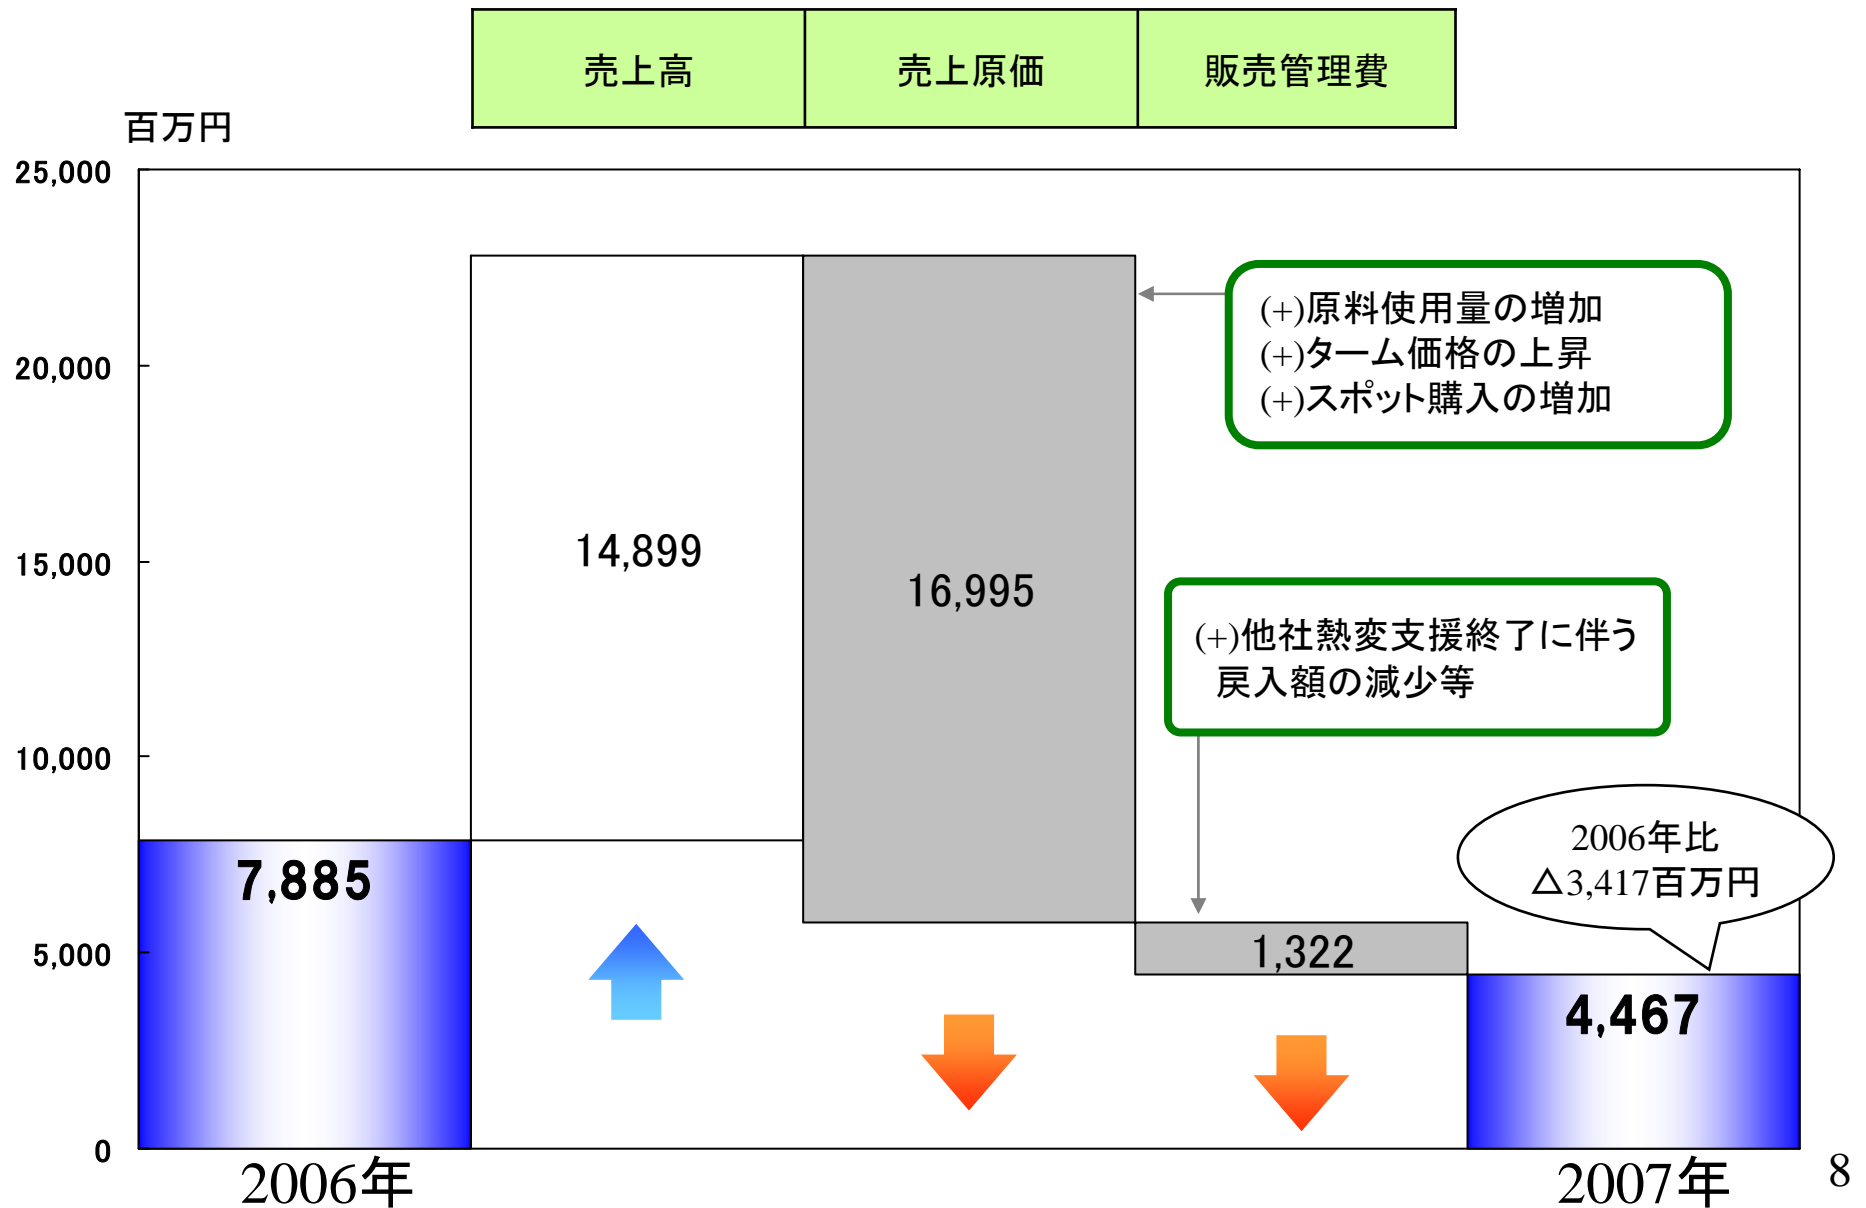 売上高 売上原価 販売管理費
百万円
25,000
20,000
15,000
10,000
5,000
0
(+)原料使用量の増加
(+)ターム価格の上昇
(+)スポット購入の増加
14,899
16,995
(+)他社熱変支援終了に伴う
戻入額の減少等
2006年比
△3,417百万円
7,885
1,322
4,467
2006年
2007年
8